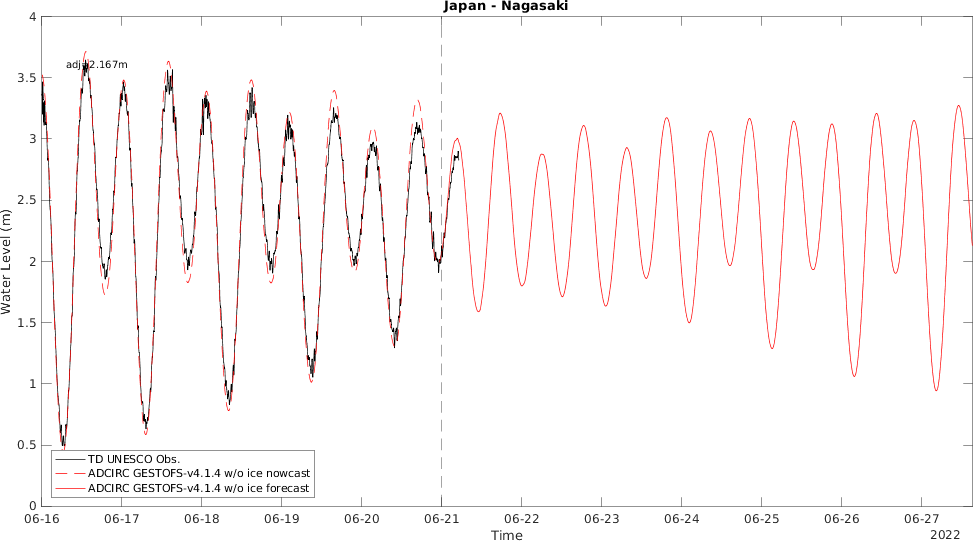 Japan - Nagasaki
adj=2.167m
Water Level (m)
4
3.5
3
2.5
2
1.5
1
0.5
0
TD UNESCO Obs.
ADCIRC GESTOFS-v4.1.4 w/o ice nowcast
ADCIRC GESTOFS-v4.1.4 w/o ice forecast
06-16 06-17 06-18 06-19 06-20 06-21 06-22 06-23 06-24 06-25 06-26 06-27
2022
Time